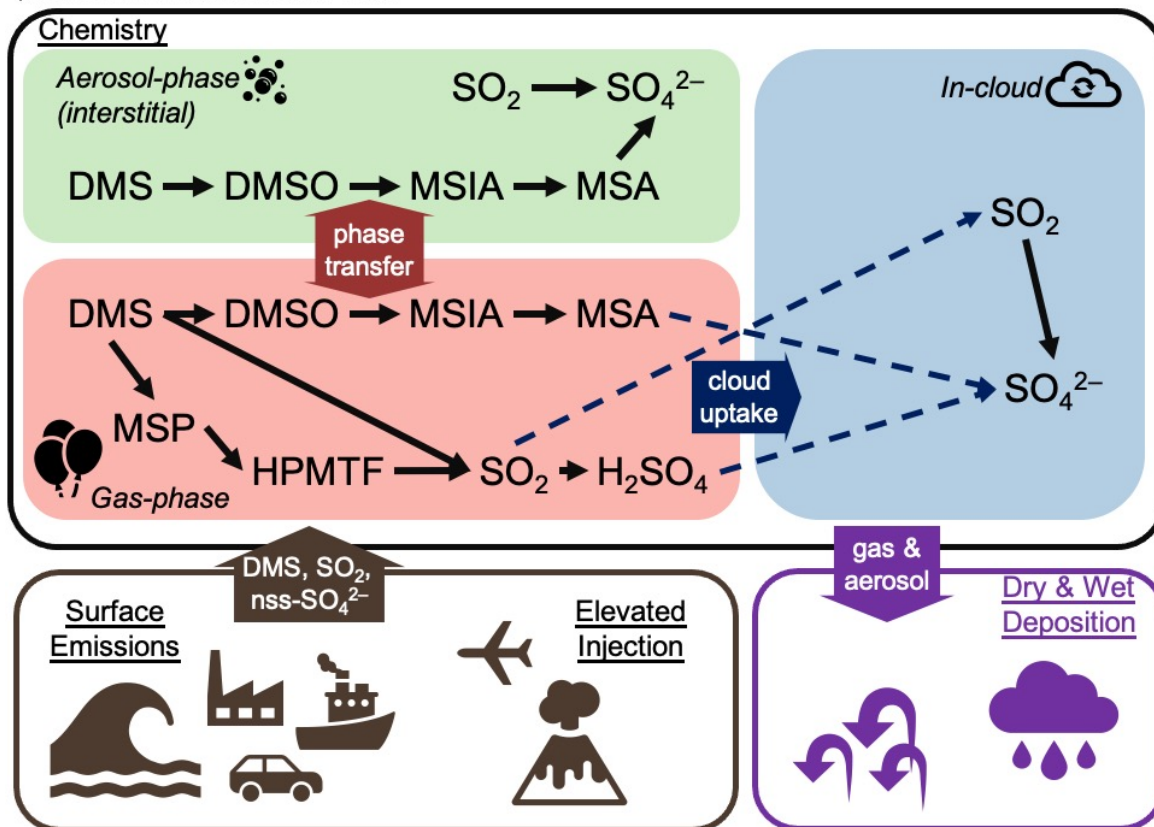 Chemistry
Aerosol-phase
(interstitial)
SO₂ SO₄²⁻
DMS DMSO MSIA MSA
In-cloud
SO₂
SO₄²⁻
phase
transfer
DMS DMSO MSIA MSA
MSP
HPMTF SO₂ H₂SO₄
Gas-phase
cloud
uptake
DMS, SO₂,
nss-SO₄²⁻
gas &
aerosol
Surface
Emissions
Elevated
Injection
Dry & Wet
Deposition